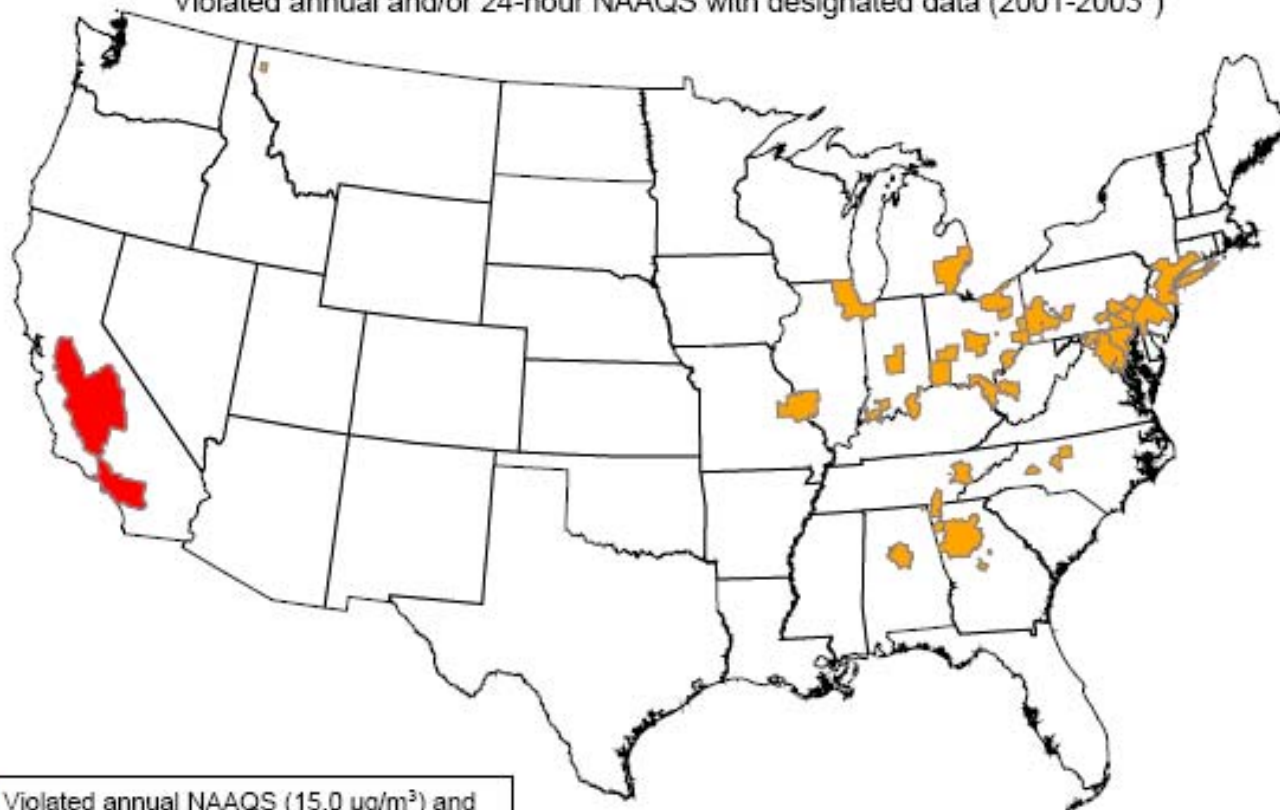 Violated annual and/or 24-hour NAAQS with designated data (2001-2003 )
Violated annual NAAQS (15.0 µg/m³) and